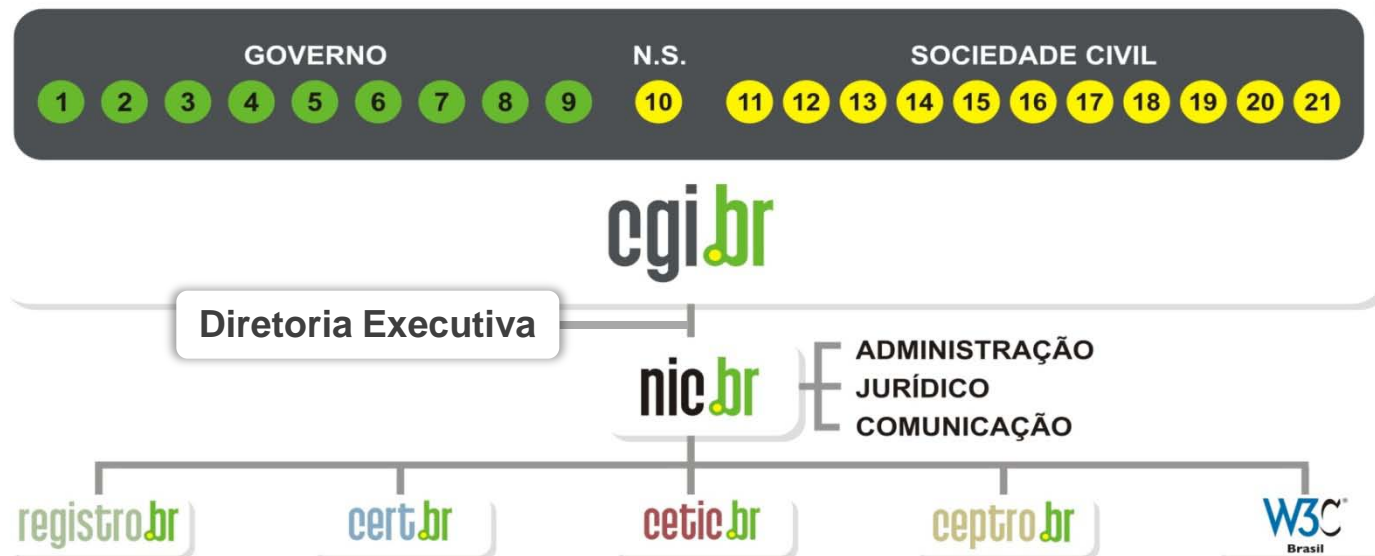 GOVERNO N.S. SOCIEDADE CIVIL
1 2 3 4 5 6 7 8 9 10 11 12 13 14 15 16 17 18 19 20 21
cgi.br
Diretoria Executiva
nic.br
ADMINISTRAÇÃO
JURÍDICO
COMUNICAÇÃO
registro.br cert.br cetic.br ceptro.br W3C®
Brasil